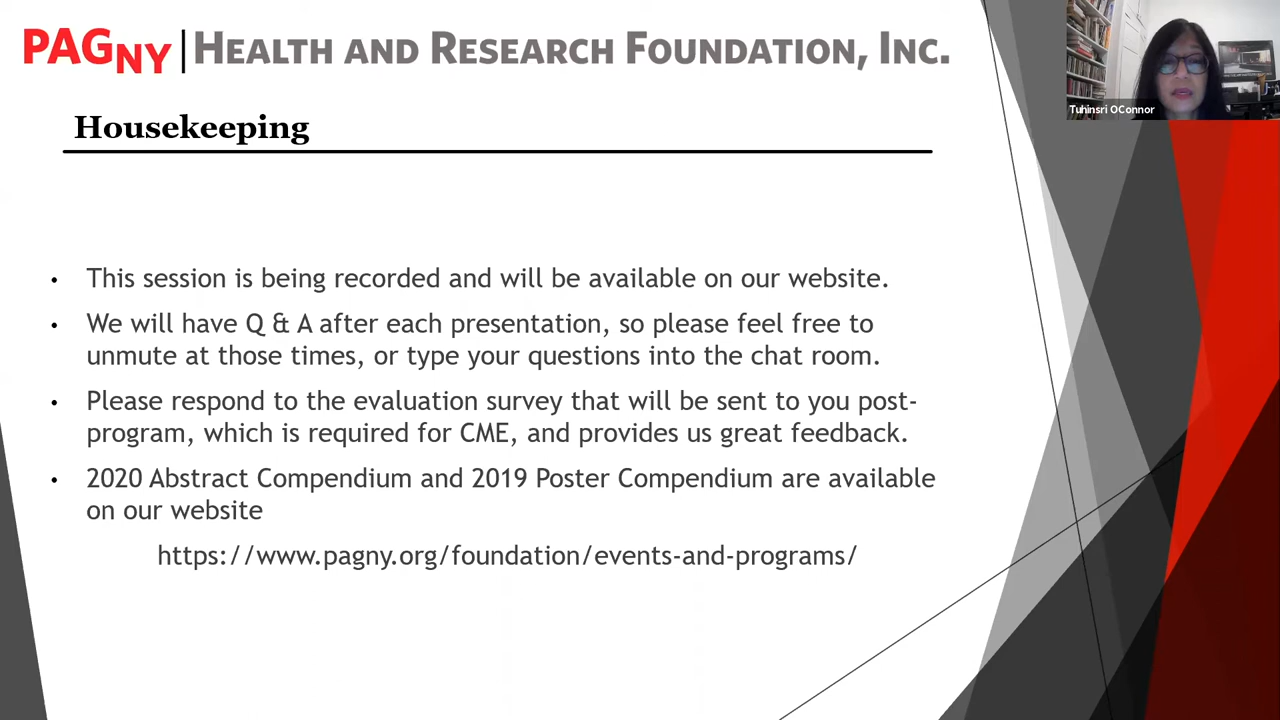 PAGNY | HEALTH AND RESEARCH FOUNDATION, INC.
Tuhinsri OConnor
Housekeeping
• This session is being recorded and will be available on our website.
• We will have Q & A after each presentation, so please feel free to
unmute at those times, or type your questions into the chat room.
• Please respond to the evaluation survey that will be sent to you post-
program, which is required for CME, and provides us great feedback.
• 2020 Abstract Compendium and 2019 Poster Compendium are available
on our website
https://www.pagny.org/foundation/events-and-programs/